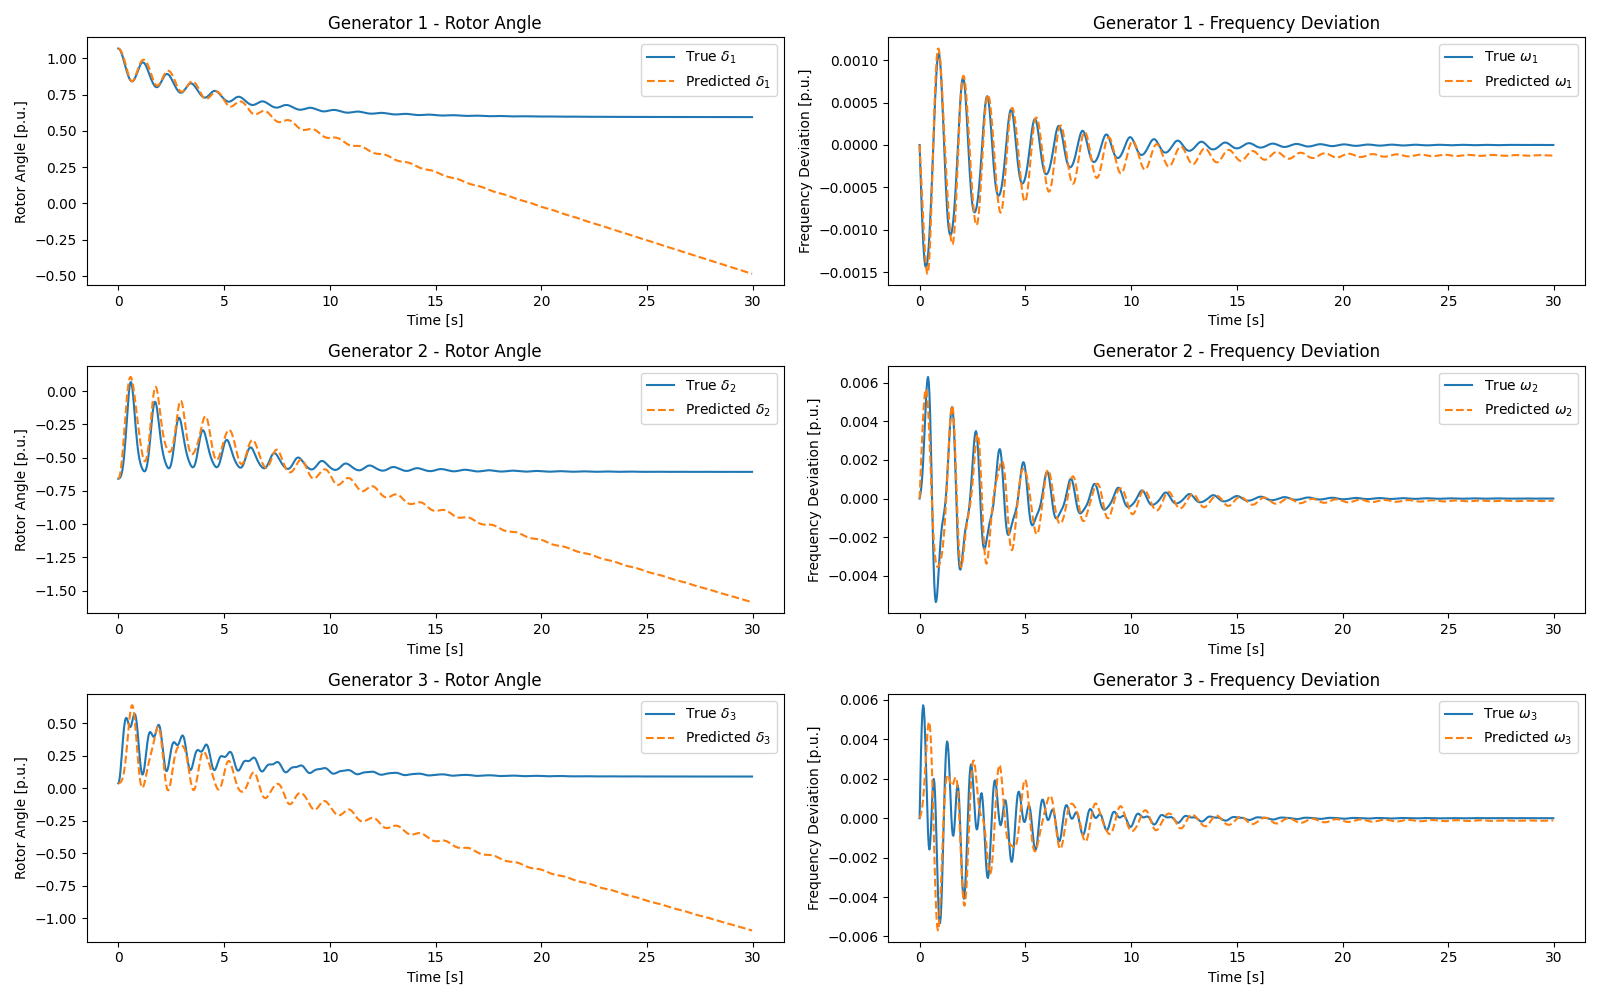 Generator 1 - Rotor Angle
Rotor Angle [p.u.]
1.00
0.75
0.50
0.25
0.00
−0.25
−0.50
True δ1
Predicted δ1
0 5 10 15 20 25 30
Time [s]
Generator 1 - Frequency Deviation
Frequency Deviation [p.u.]
0.0010
0.0005
0.0000
−0.0005
−0.0010
−0.0015
True ω1
Predicted ω1
0 5 10 15 20 25 30
Time [s]
Generator 2 - Rotor Angle
Rotor Angle [p.u.]
0.00
−0.25
−0.50
−0.75
−1.00
−1.25
−1.50
True δ2
Predicted δ2
0 5 10 15 20 25 30
Time [s]
Generator 2 - Frequency Deviation
Frequency Deviation [p.u.]
0.006
0.004
0.002
0.000
−0.002
−0.004
True ω2
Predicted ω2
0 5 10 15 20 25 30
Time [s]
Generator 3 - Rotor Angle
Rotor Angle [p.u.]
0.50
0.25
0.00
−0.25
−0.50
−0.75
−1.00
True δ3
Predicted δ3
0 5 10 15 20 25 30
Time [s]
Generator 3 - Frequency Deviation
Frequency Deviation [p.u.]
0.006
0.004
0.002
0.000
−0.002
−0.004
−0.006
True ω3
Predicted ω3
0 5 10 15 20 25 30
Time [s]